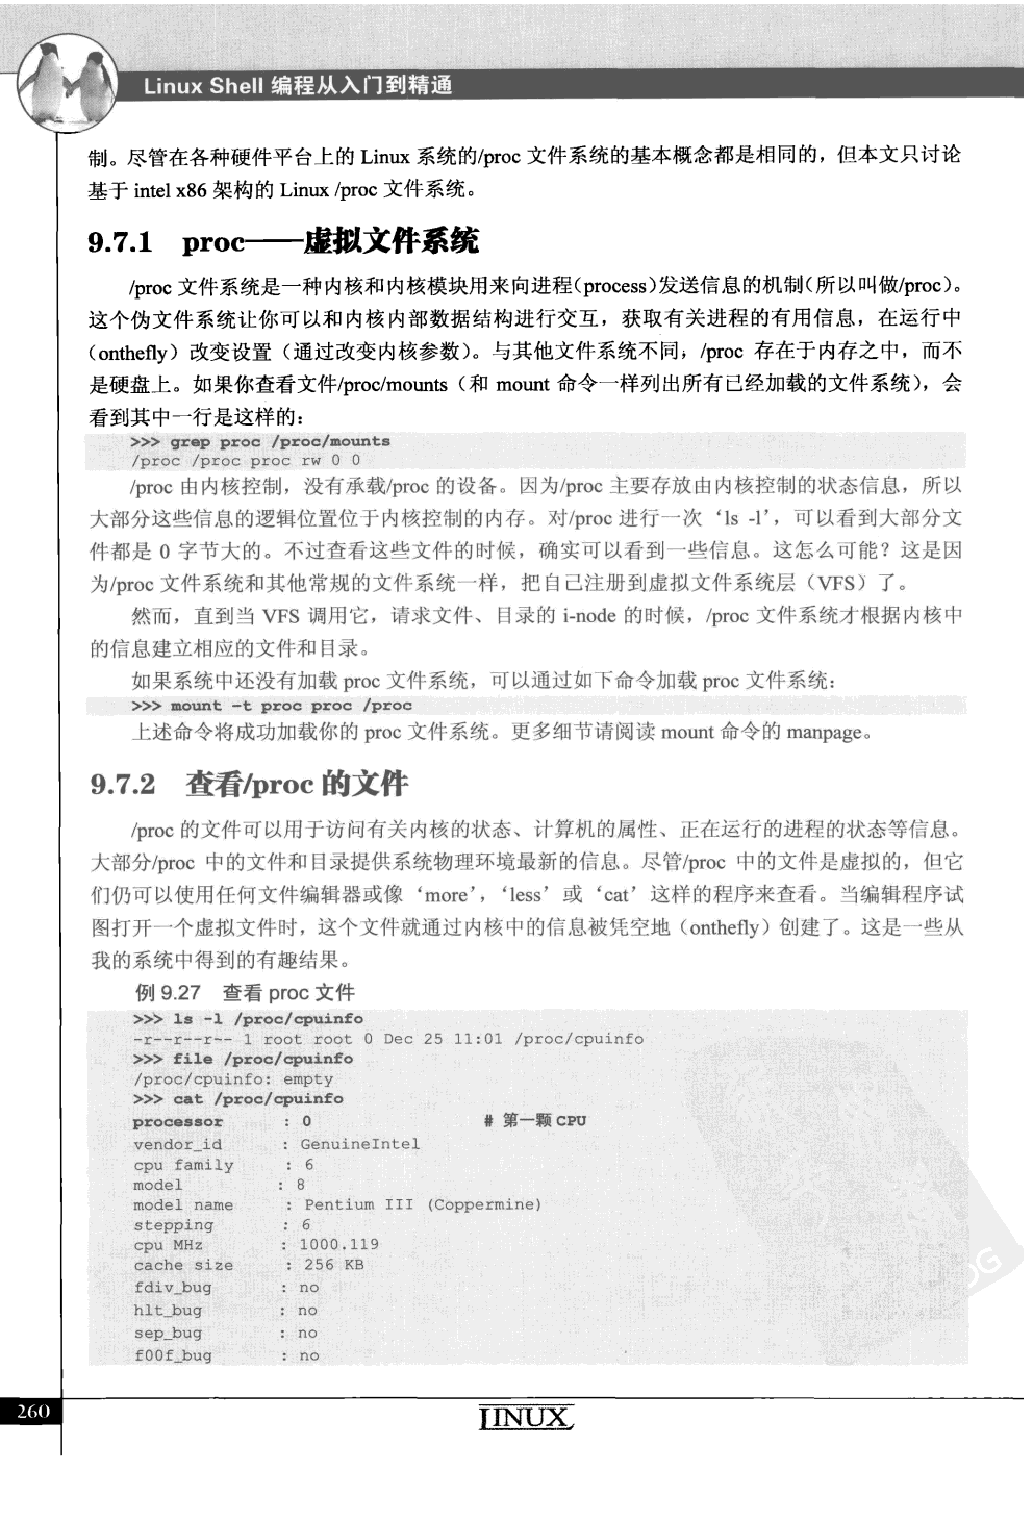 Linux Shell 编程从入门到精通
制。尽管在各种硬件平台上的 Linux 系统的/proc 文件系统的基本概念都是相同的，但本文只讨论
基于 intel x86 架构的 Linux /proc 文件系统。
9.7.1 proc——虚拟文件系统
/proc 文件系统是一种内核和内核模块用来向进程(process)发送信息的机制(所以叫做/proc)。
这个伪文件系统让你可以和内核内部数据结构进行交互，获取有关进程的有用信息，在运行中
（onthefly）改变设置（通过改变内核参数）。与其他文件系统不同，/proc 存在于内存之中，而不
是硬盘上。如果你查看文件/proc/mounts（和 mount 命令一样列出所有已经加载的文件系统），会
看到其中一行是这样的：
>>> grep proc /proc/mounts
/proc /proc proc rw 0 0
/proc 由内核控制，没有承载/proc 的设备。因为/proc 主要存放由内核控制的状态信息，所以
大部分这些信息的逻辑位置位于内核控制的内存。对/proc 进行一次‘ls -l’，可以看到大部分文
件都是 0 字节大的。不过查看这些文件的时候，确实可以看到一些信息。这怎么可能？这是因
为/proc 文件系统和其他常规的文件系统一样，把自己注册到虚拟文件系统层（VFS）了。
然而，直到当 VFS 调用它，请求文件、目录的 i-node 的时候，/proc 文件系统才根据内核中
的信息建立相应的文件和目录。
如果系统中还没有加载 proc 文件系统，可以通过如下命令加载 proc 文件系统：
>>> mount -t proc proc /proc
上述命令将成功加载你的 proc 文件系统。更多细节请阅读 mount 命令的 manpage。
9.7.2 查看/proc 的文件
/proc 的文件可以用于访问有关内核的状态、计算机的属性、正在运行的进程的状态等信息。
大部分/proc 中的文件和目录提供系统物理环境最新的信息。尽管/proc 中的文件是虚拟的，但它
们仍可以使用任何文件编辑器或像‘more’，‘less’或‘cat’这样的程序来查看。当编辑程序试
图打开一个虚拟文件时，这个文件就通过内核中的信息被凭空地（onthefly）创建了。这是一些从
我的系统中得到的有趣结果。
例 9.27 查看 proc 文件
>>> ls -l /proc/cpuinfo
-r--r--r-- 1 root root 0 Dec 25 11:01 /proc/cpuinfo
>>> file /proc/cpuinfo
/proc/cpuinfo: empty
>>> cat /proc/cpuinfo
processor : 0 # 第一颗 CPU
vendor_id : GenuineIntel
cpu family : 6
model : 8
model name : Pentium III (Coppermine)
stepping : 6
cpu MHz : 1000.119
cache size : 256 KB
fdiv_bug : no
hlt_bug : no
sep_bug : no
f00f_bug : no
260
LINUX